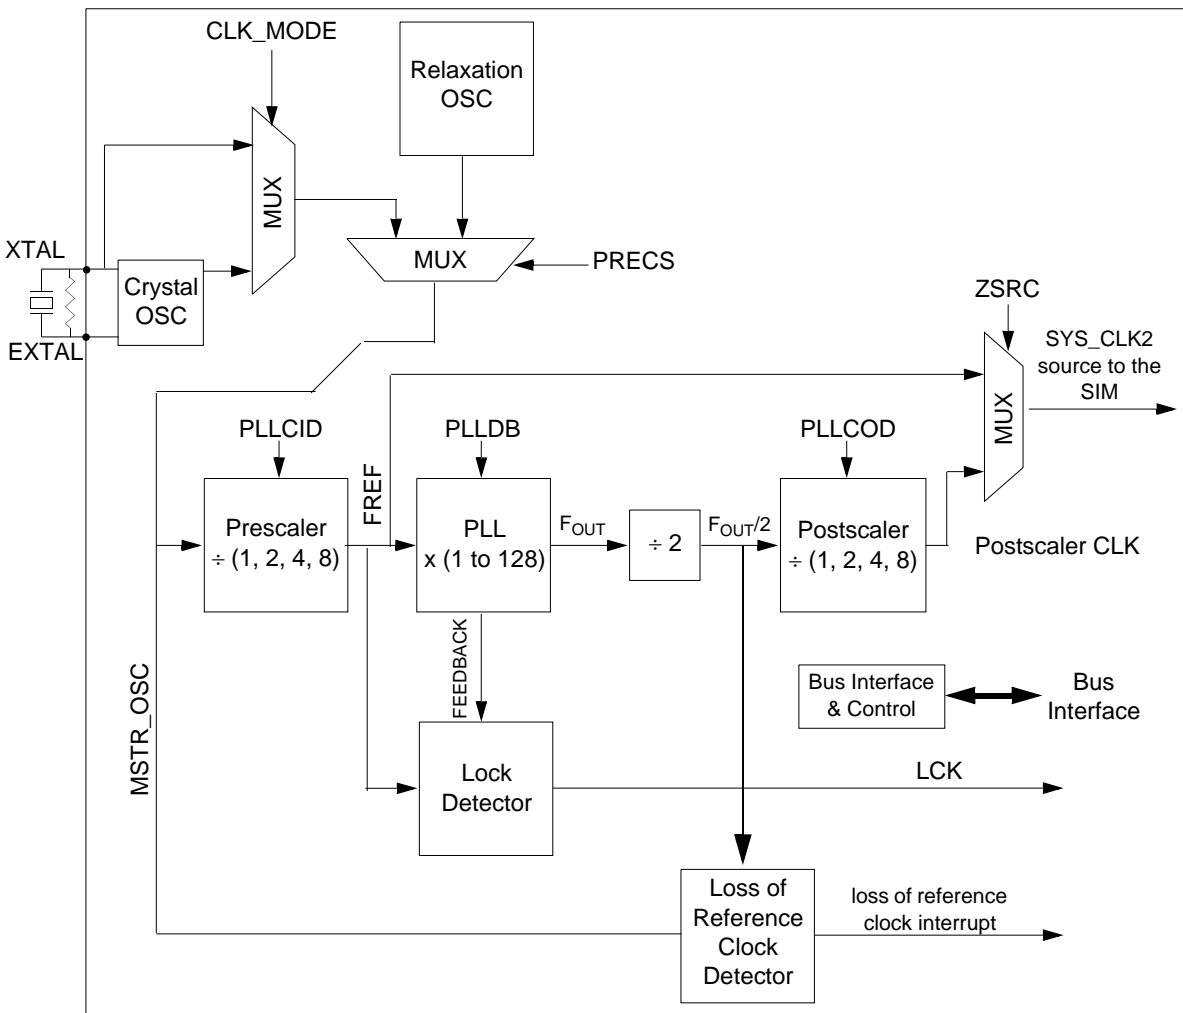 CLK_MODE
Relaxation
OSC
MUX
XTAL
MUX
PRECS
Crystal
OSC
EXTAL
ZSRC
SYS_CLK2
source to the
SIM
MUX
PLLCID
PLLDB
PLLCOD
FREF
Prescaler
÷ (1, 2, 4, 8)
PLL
x (1 to 128)
FOUT
÷ 2
FOUT/2
Postscaler
÷ (1, 2, 4, 8)
Postscaler CLK
FEEDBACK
MSTR_OSC
Bus Interface
& Control
Bus
Interface
Lock
Detector
LCK
Loss of
Reference
Clock
Detector
loss of reference
clock interrupt